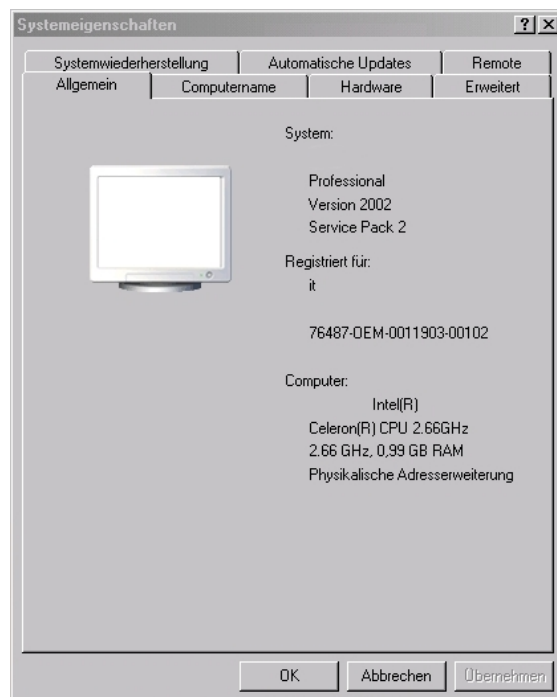 Systemeigenschaften
Systemwiederherstellung Automatische Updates Remote
Allgemein Computername Hardware Erweitert
System:
Professional
Version 2002
Service Pack 2
Registriert für:
it
76487-OEM-0011903-00102
Computer:
Intel(R)
Celeron(R) CPU 2.66GHz
2.66 GHz, 0,99 GB RAM
Physikalische Adresserweiterung
OK Abbrechen Übernehmen